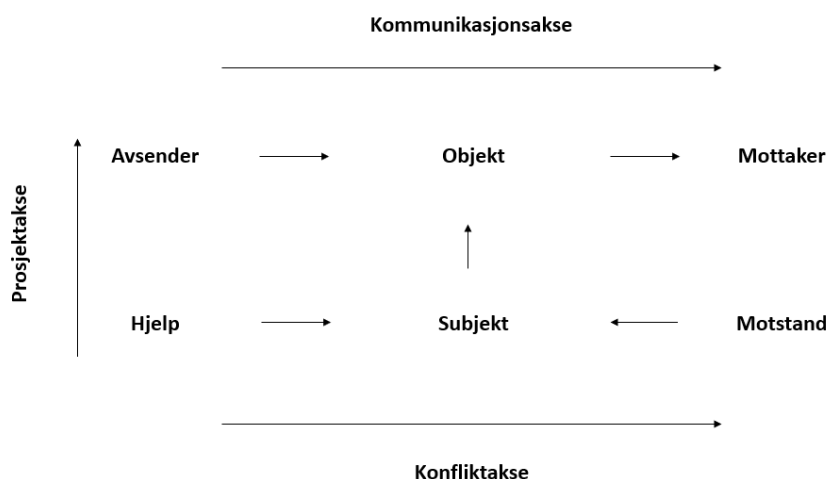 Kommunikasjonsakse
Avsender Objekt Mottaker
Prosjektakse
Hjelp Subjekt Motstand
Konfliktakse